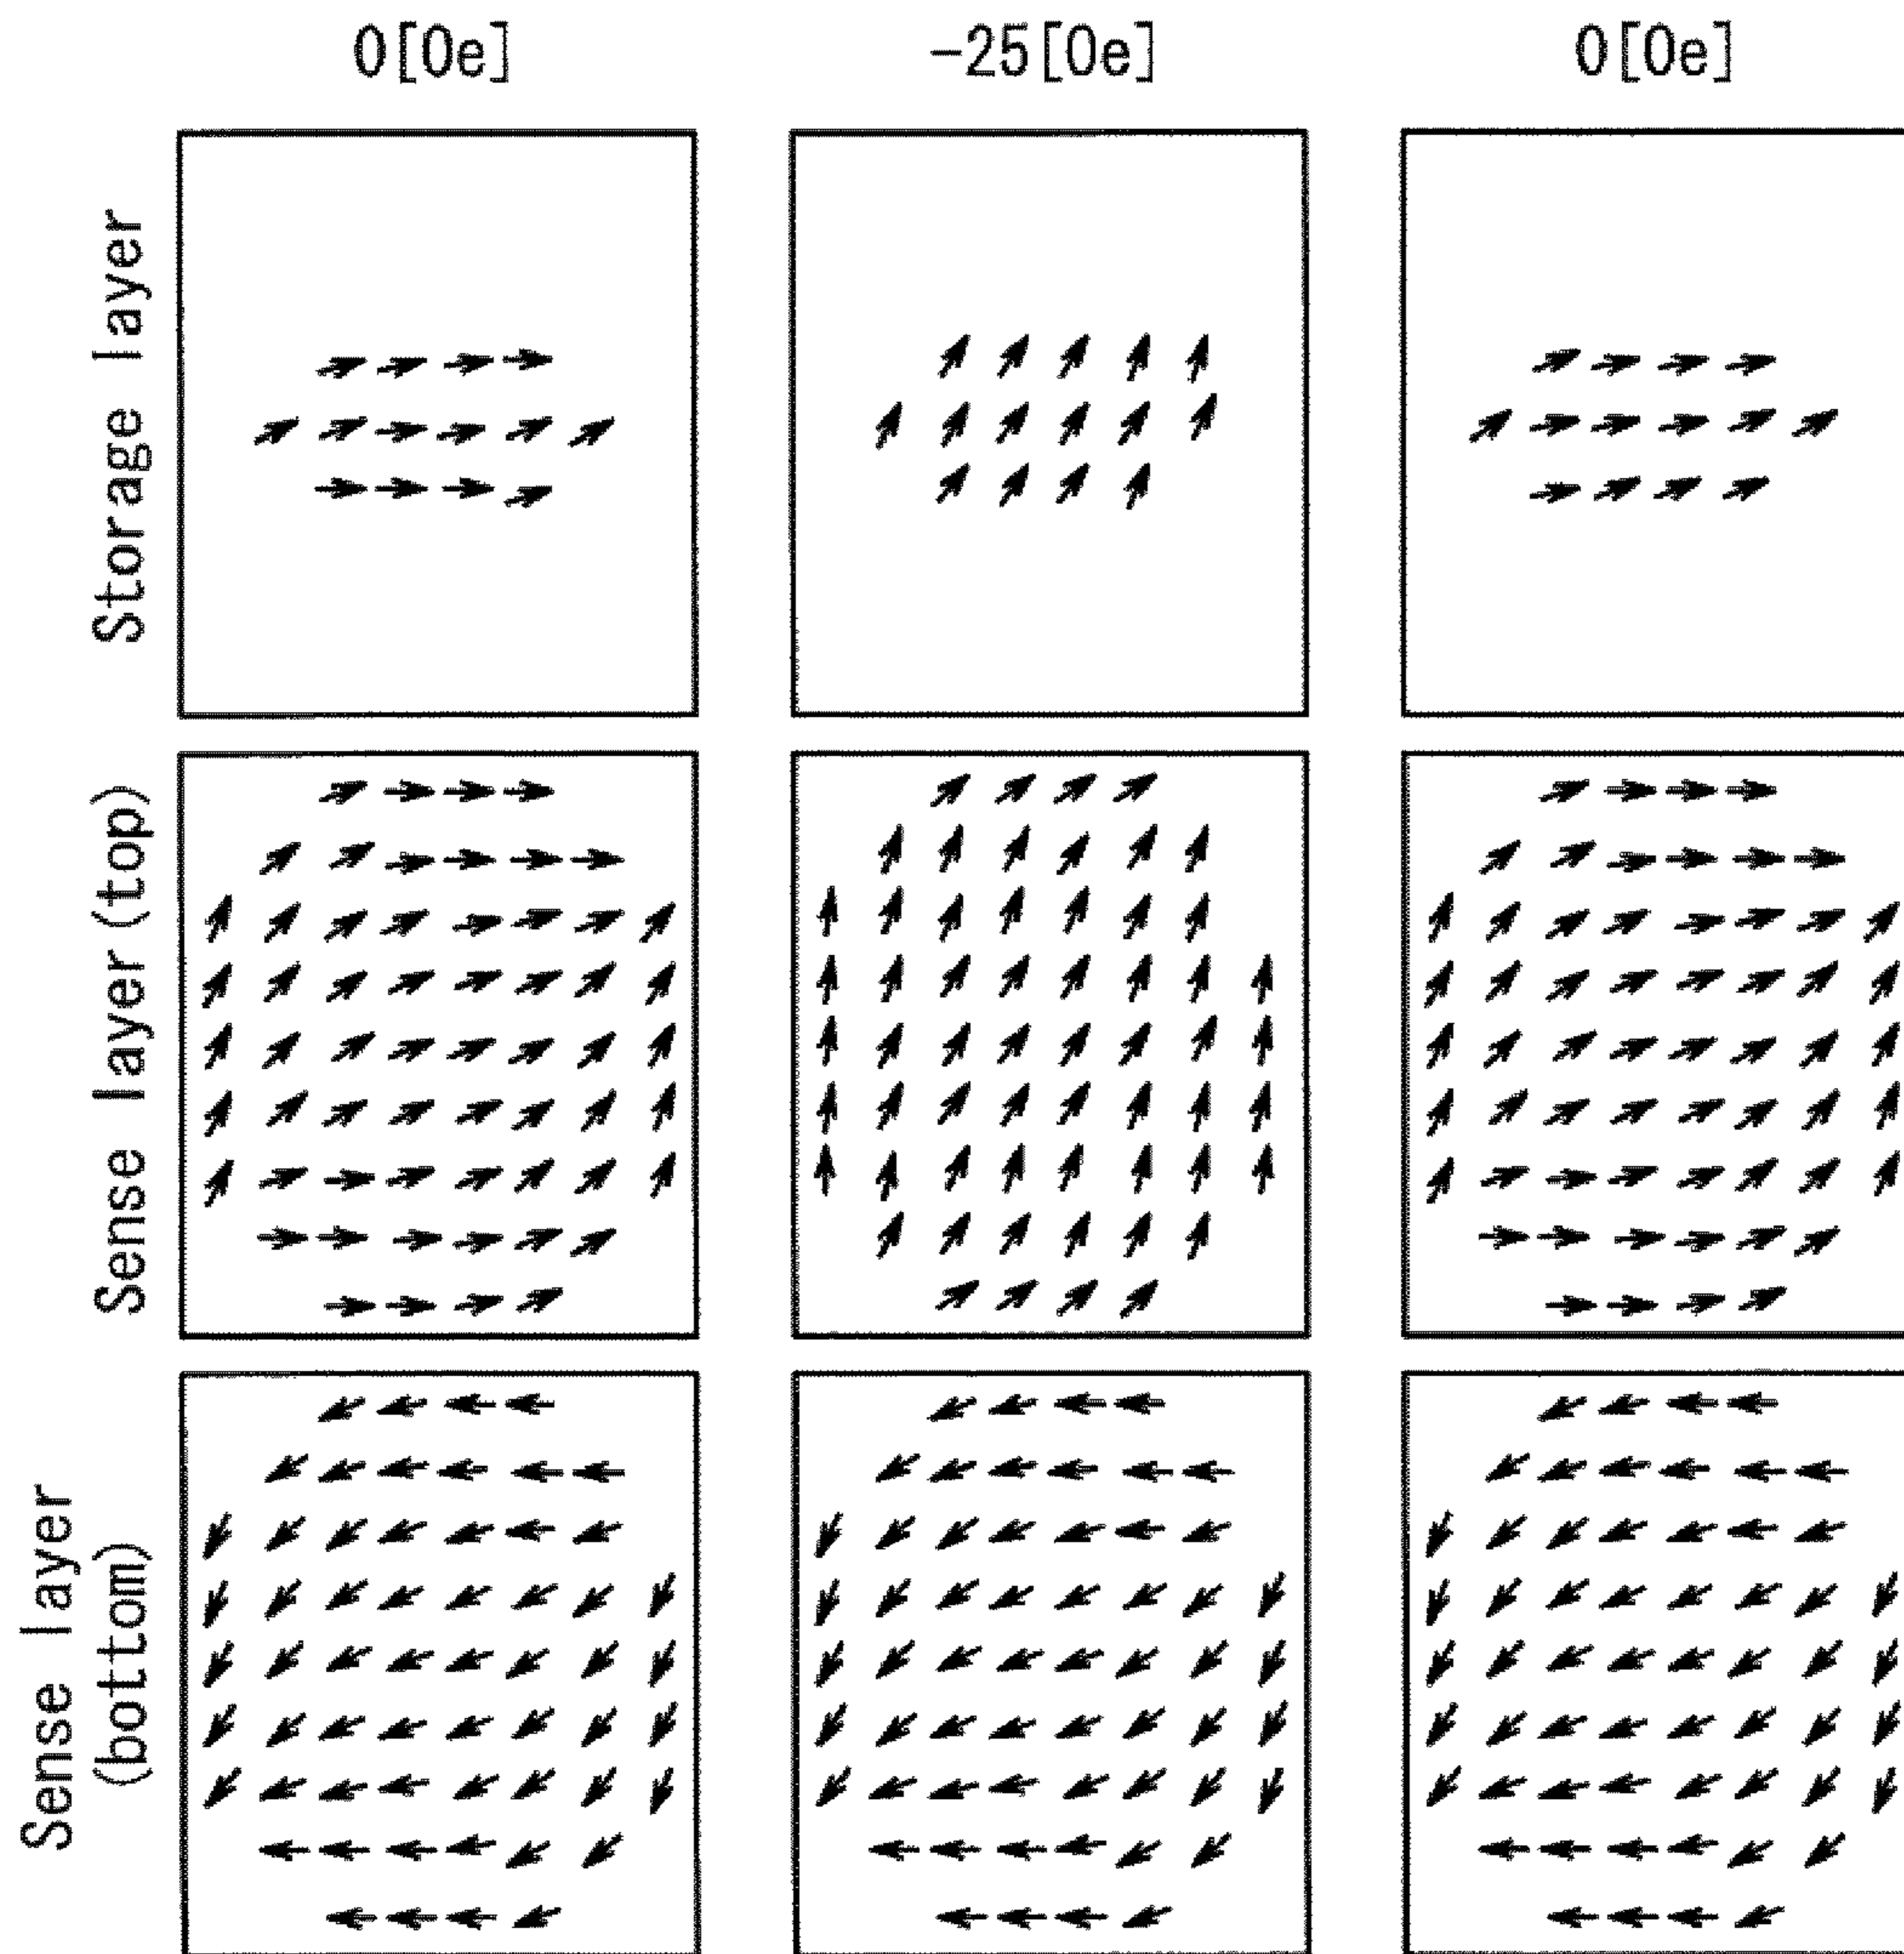 0[Oe]
-25[Oe]
0[Oe]
Storage layer
Sense layer(top)
Sense layer
(bottom)